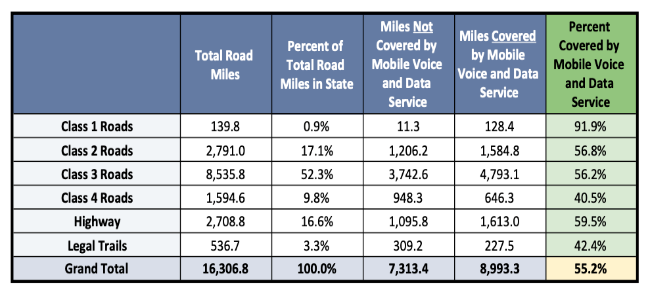 Total Road Miles | Percent of Total Road Miles in State | Miles Not Covered by Mobile Voice and Data Service | Miles Covered by Mobile Voice and Data Service | Percent Covered by Mobile Voice and Data Service
Class 1 Roads 139.8 0.9% 11.3 128.4 91.9%
Class 2 Roads 2,791.0 17.1% 1,206.2 1,584.8 56.8%
Class 3 Roads 8,535.8 52.3% 3,742.6 4,793.1 56.2%
Class 4 Roads 1,594.6 9.8% 948.3 646.3 40.5%
Highway 2,708.8 16.6% 1,095.8 1,613.0 59.5%
Legal Trails 536.7 3.3% 309.2 227.5 42.4%
Grand Total 16,306.8 100.0% 7,313.4 8,993.3 55.2%